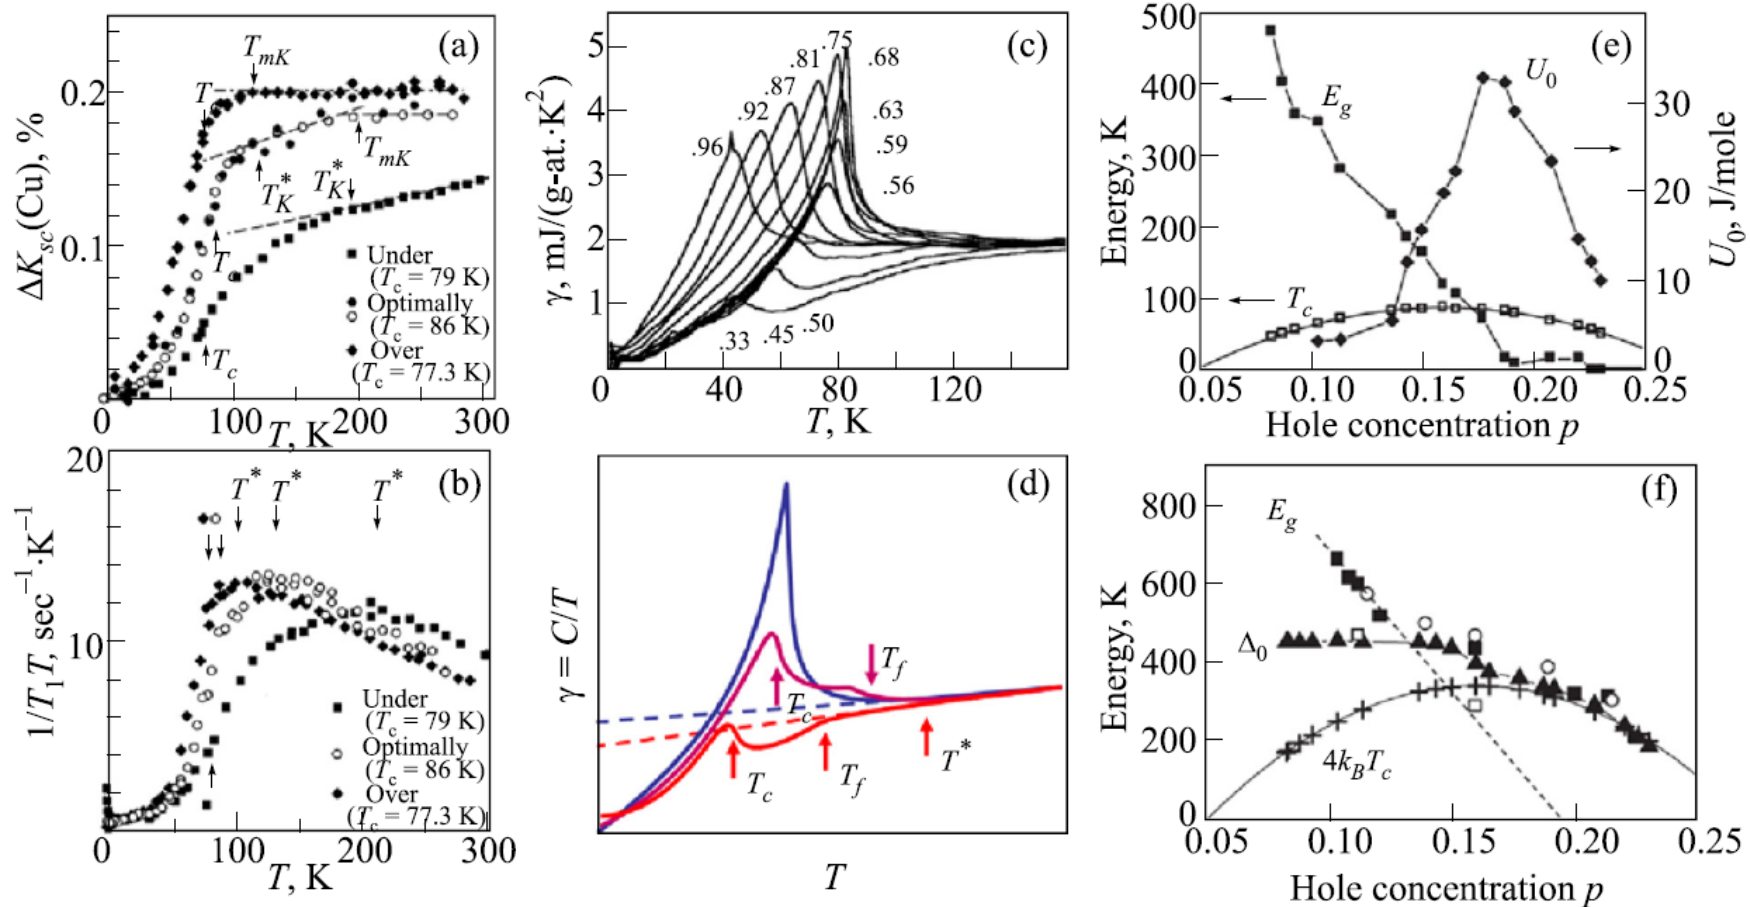 (a)
T_mK
0.2
T_c
T_mK
T_K*
T_K*
0.1
T_c
Under
(T_c = 79 K)
Optimally
(T_c = 86 K)
Over
(T_c = 77.3 K)
T_c
ΔK_sc(Cu), %
0 100 200 300
T, K
(b)
20
T* T* T*
10
Under
(T_c = 79 K)
Optimally
(T_c = 86 K)
Over
(T_c = 77.3 K)
1/T_1T, sec^−1·K^−1
0 100 200 300
T, K
(c)
5
4
3
2
1
.75
.81
.68
.87
.92
.63
.96
.59
.56
.50
.33 .45
γ, mJ/(g-at.·K^2)
0 40 80 120
T, K
(d)
T_f
T_c
T*
T_c
T_f
γ = C/T
T
(e)
500
400
300
200
100
0
E_g
U_0
T_c
30
20
10
0
Energy, K
U_0, J/mole
0.05 0.10 0.15 0.20 0.25
Hole concentration p
(f)
800
600
400
200
0
E_g
Δ_0
4k_BT_c
Energy, K
0.05 0.10 0.15 0.20 0.25
Hole concentration p